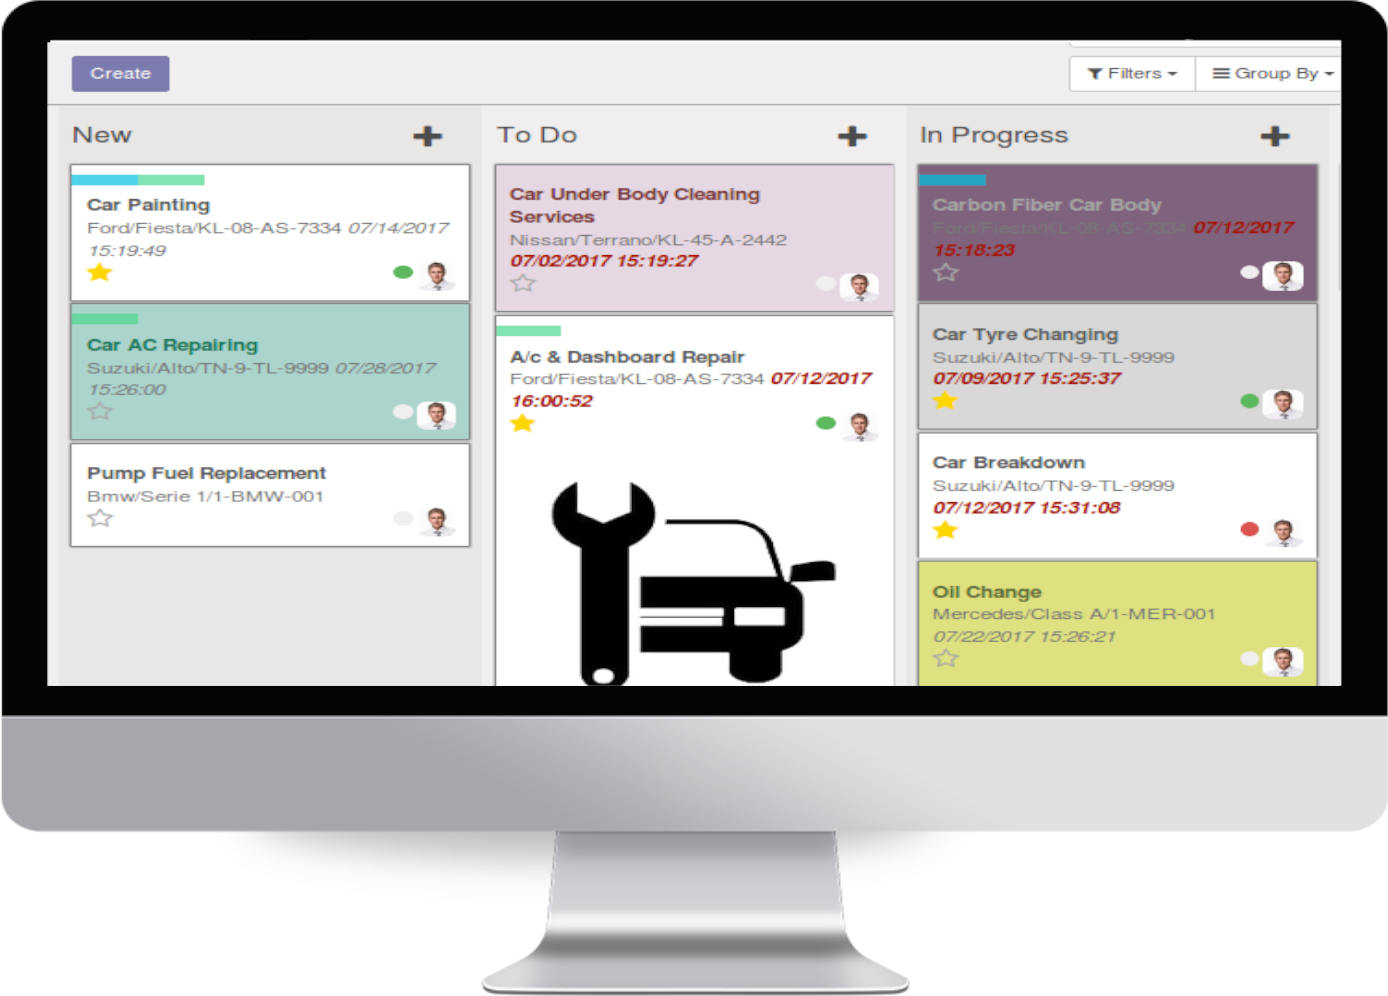 Create
Filters
Group By
New
Car Painting
Ford/Fiesta/KL-08-AS-7334 07/14/2017
15:19:49
Car AC Repairing
Suzuki/Alto/TN-9-TL-9999 07/28/2017
15:26:00
Pump Fuel Replacement
Bmw/Serie 1/1-BMW-001
To Do
Car Under Body Cleaning
Services
Nissan/Terrano/KL-45-A-2442
07/02/2017 15:19:27
A/c & Dashboard Repair
Ford/Fiesta/KL-08-AS-7334 07/12/2017
16:00:52
In Progress
Carbon Fiber Car Body
Ford/Fiesta/KL-08-AS-7334 07/12/2017
15:18:23
Car Tyre Changing
Suzuki/Alto/TN-9-TL-9999
07/09/2017 15:25:37
Car Breakdown
Suzuki/Alto/TN-9-TL-9999
07/12/2017 15:31:08
Oil Change
Mercedes/Class A/1-MER-001
07/22/2017 15:26:21